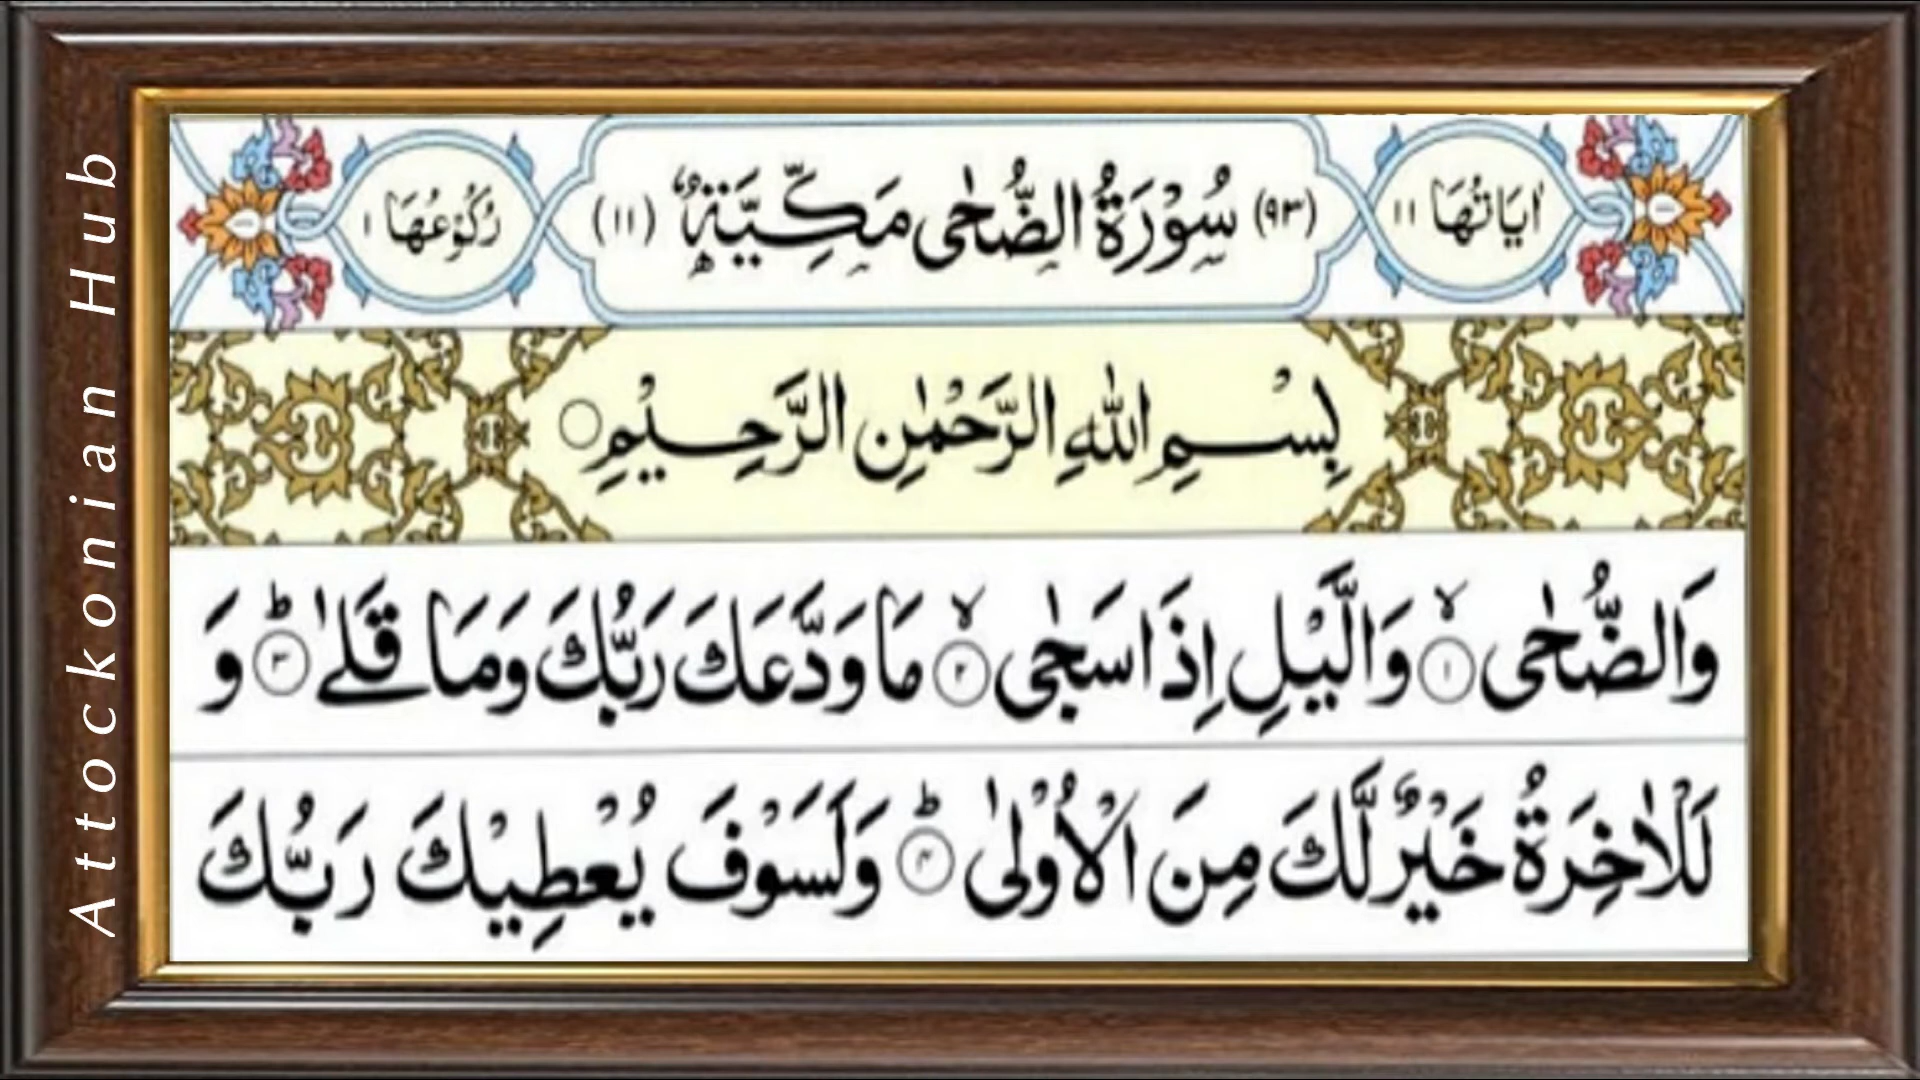 اٰيَاتُهَا ١١
(٩٣) سُوْرَةُ الضُّحٰى مَكِّيَّةٌ (١١)
رُكُوْعُهَا ١
بِسْمِ اللّٰهِ الرَّحْمٰنِ الرَّحِيْمِ ○
وَالضُّحٰى ۙ﴿١﴾ وَالَّيْلِ اِذَا سَجٰى ۙ﴿٢﴾ مَا وَدَّعَكَ رَبُّكَ وَمَا قَلٰى ؕ﴿٣﴾ وَ
لَلْاٰخِرَةُ خَيْرٌ لَّكَ مِنَ الْاُوْلٰى ؕ﴿٤﴾ وَلَسَوْفَ يُعْطِيْكَ رَبُّكَ
Attockonian Hub